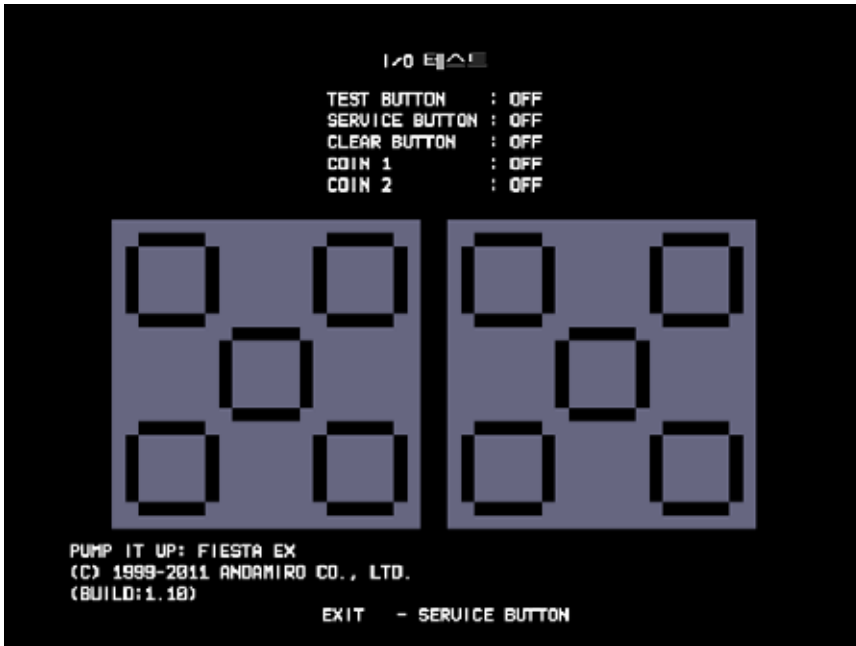 I/O 테스트
TEST BUTTON : OFF
SERVICE BUTTON : OFF
CLEAR BUTTON : OFF
COIN 1 : OFF
COIN 2 : OFF
PUMP IT UP: FIESTA EX
(C) 1999-2011 ANDAMIRO CO., LTD.
(BUILD:1.10)
EXIT - SERVICE BUTTON